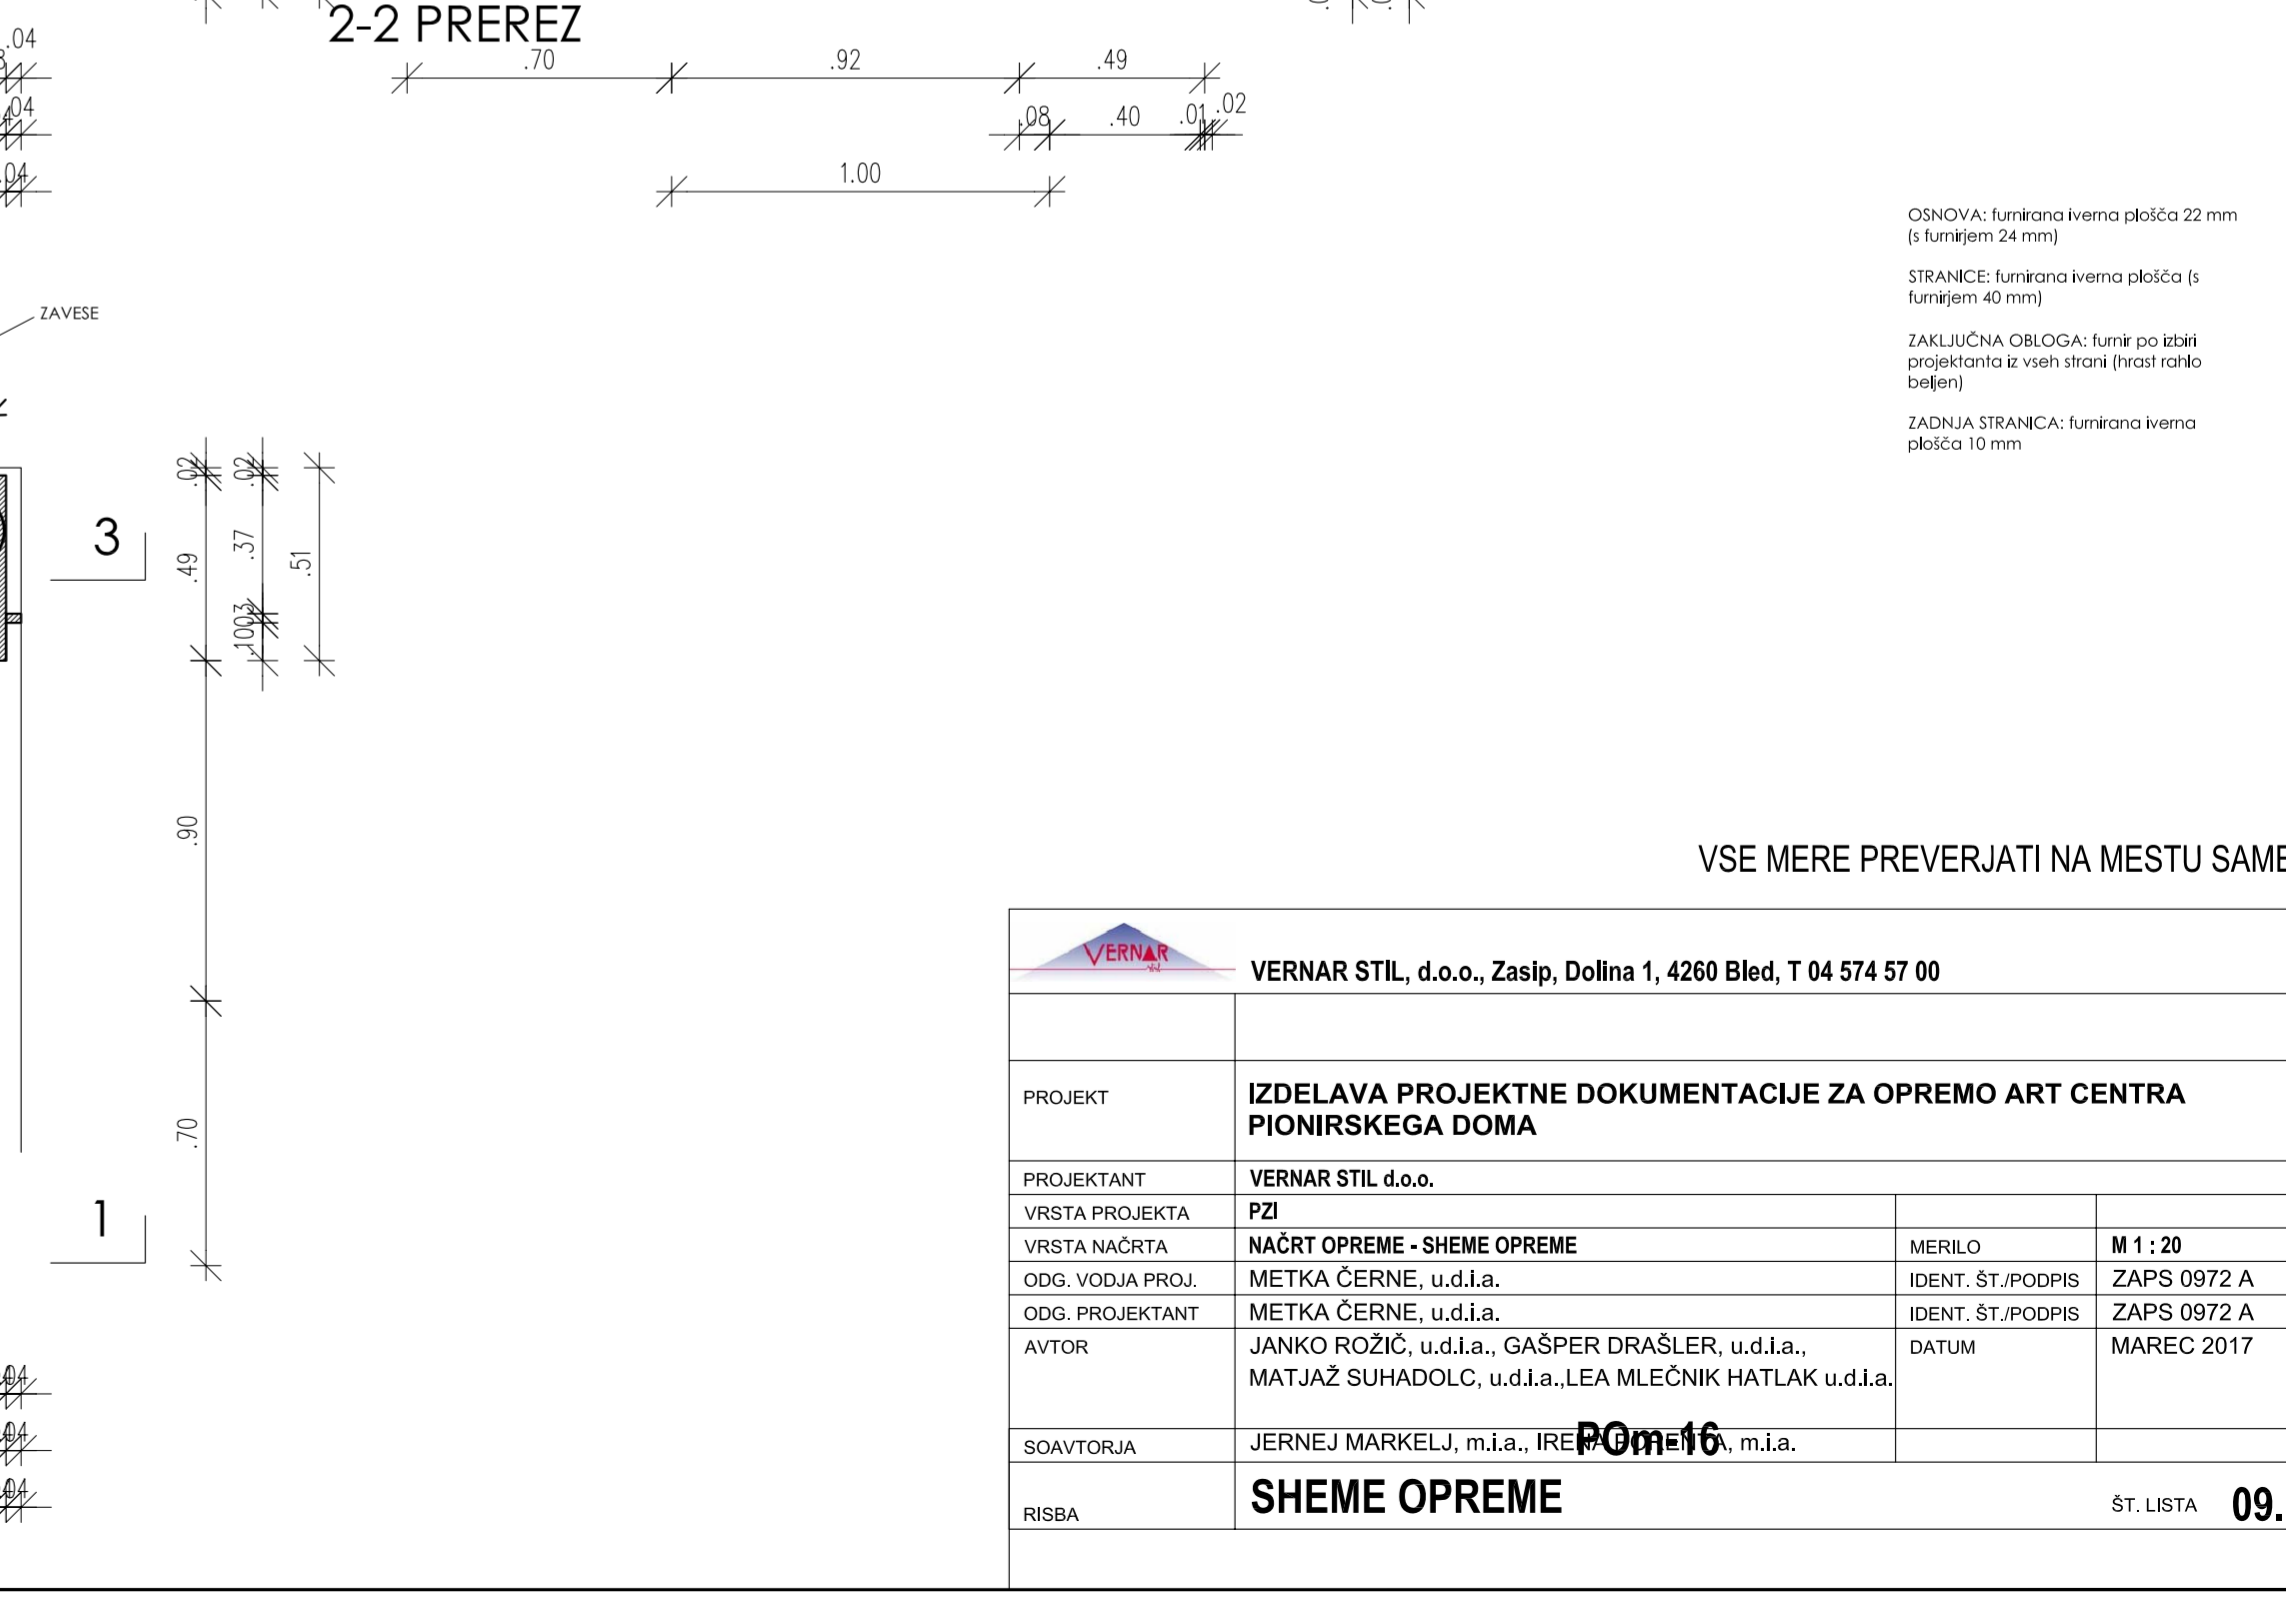 2-2 PREREZ
.04
.70 .92 .49
.04
.08 .40 .01 .02
.04
1.00
OSNOVA: furnirana iverna plošča 22 mm
(s furnirjem 24 mm)
STRANICE: furnirana iverna plošča (s
furnirjem 40 mm)
ZAVESE
ZAKLJUČNA OBLOGA: furnir po izbiri
projektanta iz vseh strani (hrast rahlo
beljen)
ZADNJA STRANICA: furnirana iverna
plošča 10 mm
.02 .02
3
.49 .37 .51
.10 .03
.90
.70
1
VSE MERE PREVERJATI NA MESTU
VERNAR
VERNAR STIL, d.o.o., Zasip, Dolina 1, 4260 Bled, T 04 574 57 00
PROJEKT IZDELAVA PROJEKTNE DOKUMENTACIJE ZA OPREMO ART CENTRA
PIONIRSKEGA DOMA
PROJEKTANT VERNAR STIL d.o.o.
VRSTA PROJEKTA PZI
VRSTA NAČRTA NAČRT OPREME - SHEME OPREME MERILO M 1 : 20
ODG. VODJA PROJ. METKA ČERNE, u.d.i.a. IDENT. ŠT./PODPIS ZAPS 0972 A
ODG. PROJEKTANT METKA ČERNE, u.d.i.a. IDENT. ŠT./PODPIS ZAPS 0972 A
AVTOR JANKO ROŽIČ, u.d.i.a., GAŠPER DRAŠLER, u.d.i.a., DATUM MAREC 2017
MATJAŽ SUHADOLC, u.d.i.a.,LEA MLEČNIK HATLAK u.d.i.a.
POm-16
SOAVTORJA JERNEJ MARKELJ, m.i.a., IRENA PORENTA, m.i.a.
RISBA SHEME OPREME ŠT. LISTA 09.
.04
.04
.04